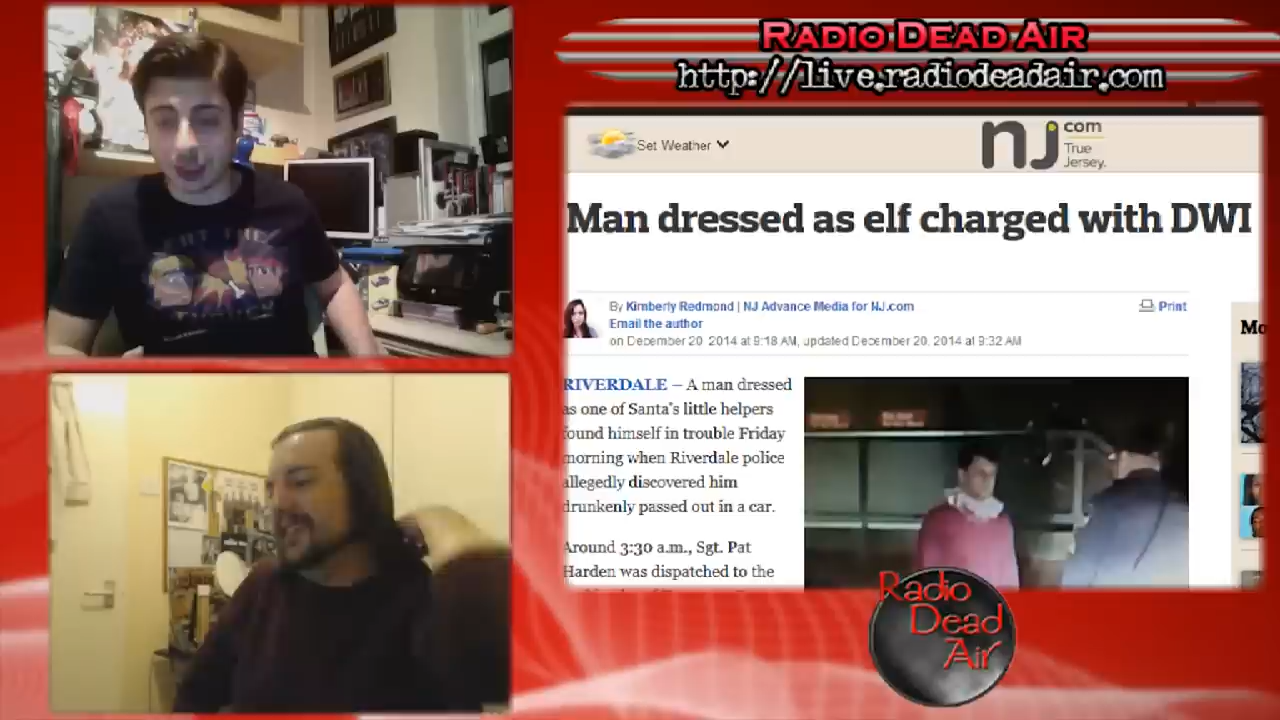 Radio Dead Air
http://live.radiodeadair.com
Set Weather
nj com
True
Jersey.
Man dressed as elf charged with DWI
By Kimberly Redmond | NJ Advance Media for NJ.com
Print
Email the author
on December 20, 2014 at 9:18 AM, updated December 20, 2014 at 9:32 AM
Mo
RIVERDALE – A man dressed
as one of Santa's little helpers
found himself in trouble Friday
morning when Riverdale police
allegedly discovered him
drunkenly passed out in a car.
Around 3:30 a.m., Sgt. Pat
Harden was dispatched to the
Radio
Dead
Air